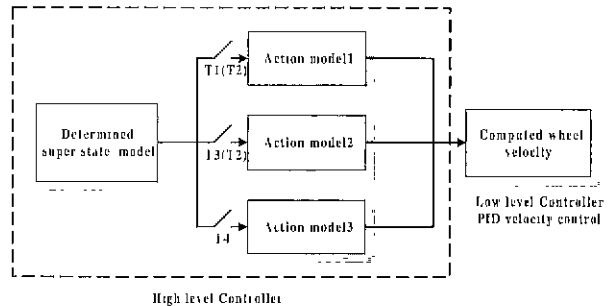 Action model1
T1(T2)
Determined
super state model
Action model2
T3(T2)
Computed wheel
velocity
Action model3
T4
Low level Controller
PID velocity control
High level Controller